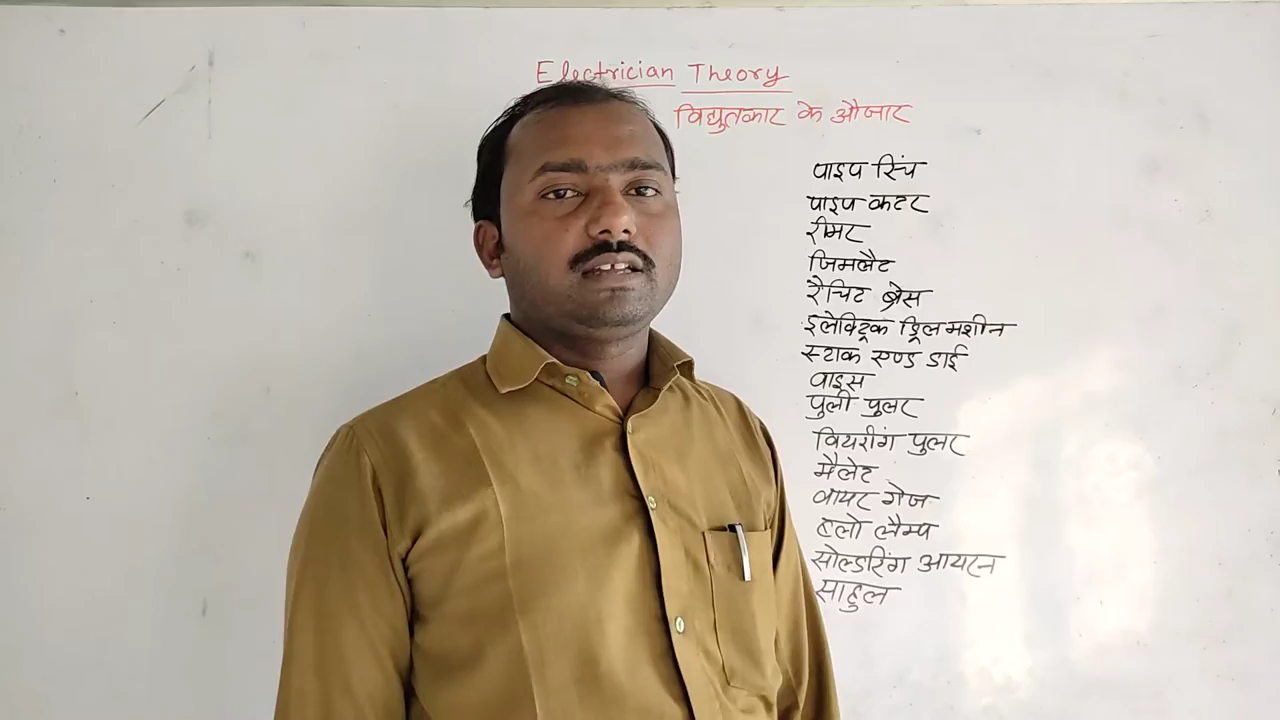 Electrician Theory
विद्युतकार के औजार
पाइप रिंच
पाइप कटर
रीमर
जिमलैट
रैचिट ब्रेस
इलेक्ट्रिक ड्रिल मशीन
स्टाक एण्ड डाई
वाइस
पुली पुलर
वियरींग पुलर
मैलेट
वायर गेज
ब्लो लैम्प
सोल्डरिंग आयरन
साहुल